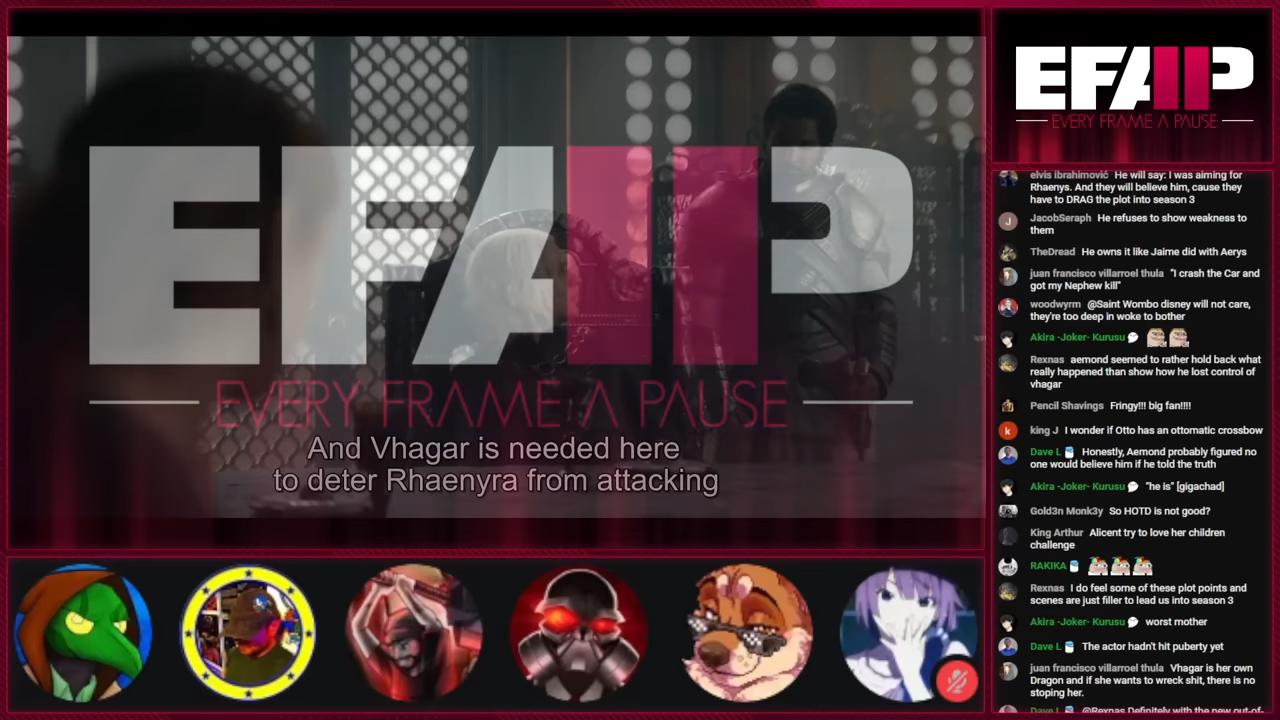 EFAP
EVERY FRAME A PAUSE
And Vhagar is needed here
to deter Rhaenyra from attacking
EFAP
EVERY FRAME A PAUSE
elvis ibrahimović He will say: I was aiming for
Rhaenys. And they will believe him, cause they
have to DRAG the plot into season 3
J
JacobSeraph He refuses to show weakness to
them
TheDread He owns it like Jaime did with Aerys
juan francisco villarroel thula "I crash the Car and
got my Nephew kill"
woodwyrm @Saint Wombo disney will not care,
they're too deep in woke to bother
Akira -Joker- Kurusu
Rexnas aemond seemed to rather hold back what
really happened than show how he lost control of
vhagar
Pencil Shavings Fringy!!! big fan!!!!
k
king J I wonder if Otto has an ottomatic crossbow
Dave L Honestly, Aemond probably figured no
one would believe him if he told the truth
Akira -Joker- Kurusu "he is" [gigachad]
Gold3n Monk3y So HOTD is not good?
King Arthur Alicent try to love her children
challenge
RAKIKA
Rexnas I do feel some of these plot points and
scenes are just filler to lead us into season 3
Akira -Joker- Kurusu worst mother
Dave L The actor hadn't hit puberty yet
juan francisco villarroel thula Vhagar is her own
Dragon and if she wants to wreck shit, there is no
stoping her.
Dave L @Rexnas Definitely with the new out-of-